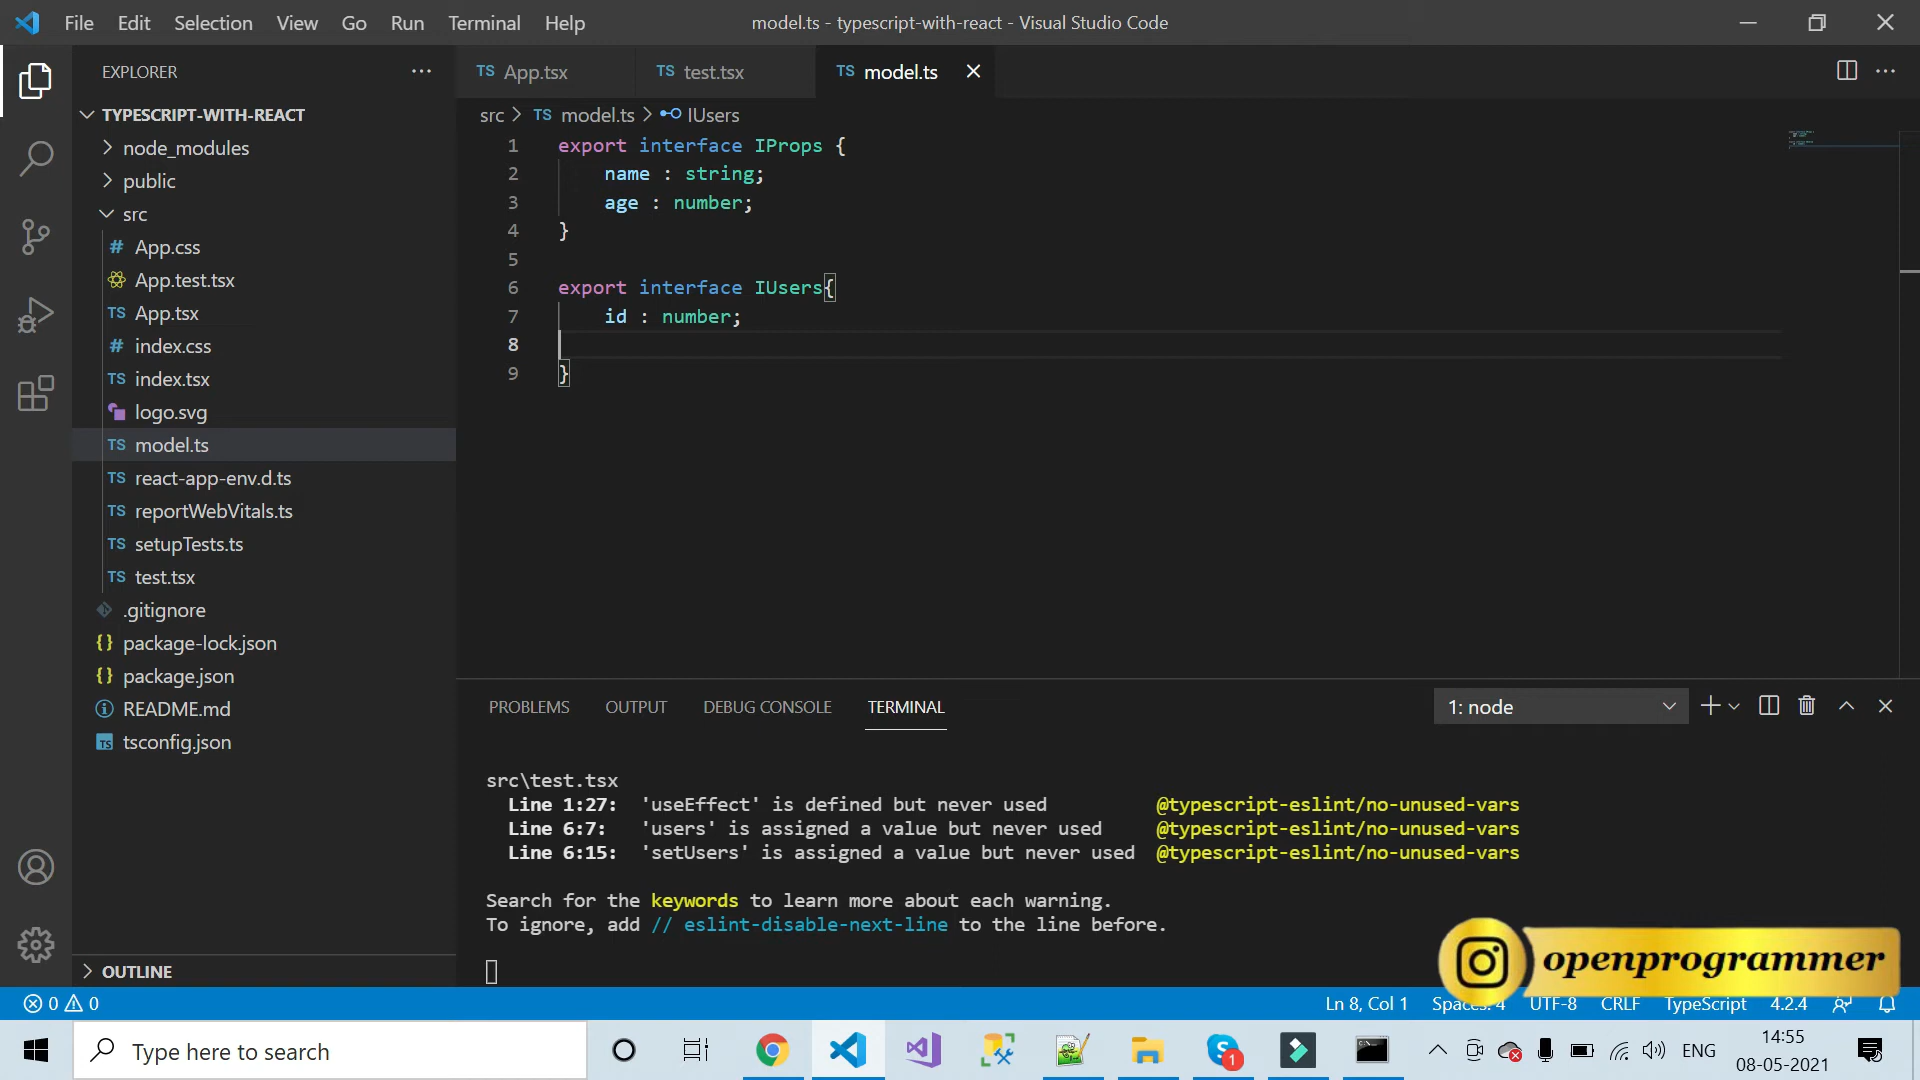 File Edit Selection View Go Run Terminal Help
model.ts - typescript-with-react - Visual Studio Code
EXPLORER
TYPESCRIPT-WITH-REACT
node_modules
public
src
# App.css
App.test.tsx
TS App.tsx
# index.css
TS index.tsx
logo.svg
TS model.ts
TS react-app-env.d.ts
TS reportWebVitals.ts
TS setupTests.ts
TS test.tsx
.gitignore
{} package-lock.json
{} package.json
README.md
TS tsconfig.json
OUTLINE
TS App.tsx TS test.tsx TS model.ts
src > TS model.ts > IUsers
1 export interface IProps {
2 name : string;
3 age : number;
4 }
5
6 export interface IUsers{
7 id : number;
8
9 }
PROBLEMS OUTPUT DEBUG CONSOLE TERMINAL
1: node
src\test.tsx
Line 1:27: 'useEffect' is defined but never used @typescript-eslint/no-unused-vars
Line 6:7: 'users' is assigned a value but never used @typescript-eslint/no-unused-vars
Line 6:15: 'setUsers' is assigned a value but never used @typescript-eslint/no-unused-vars
Search for the keywords to learn more about each warning.
To ignore, add // eslint-disable-next-line to the line before.
openprogrammer
0 0
Ln 8, Col 1 Spaces: 4 UTF-8 CRLF TypeScript 4.2.4
Type here to search
1
ENG
14:55
08-05-2021